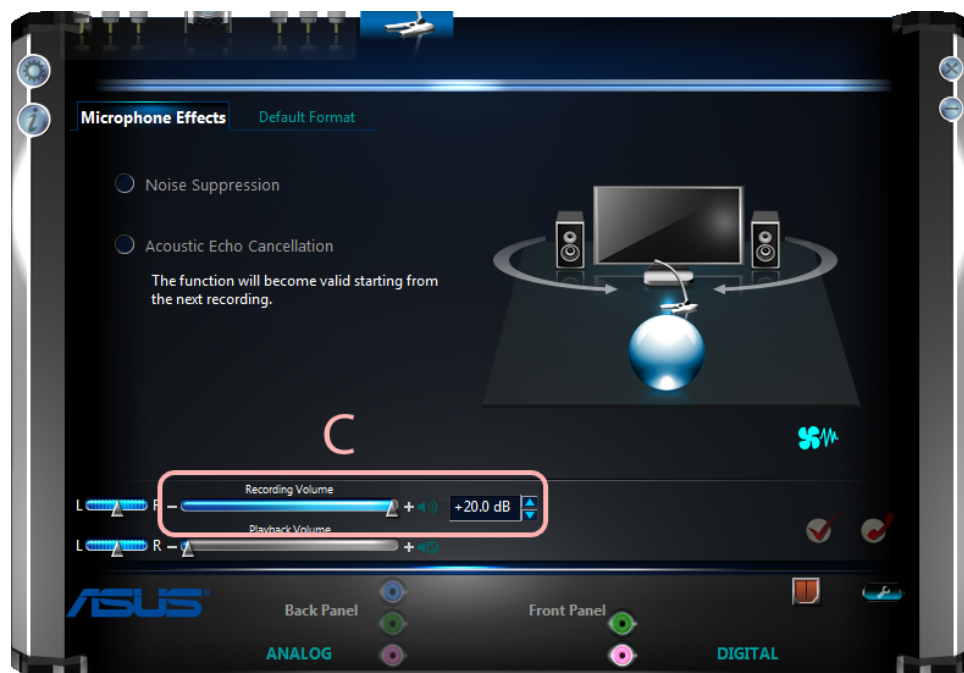 Microphone Effects
Default Format
Noise Suppression
Acoustic Echo Cancellation
The function will become valid starting from
the next recording.
C
Recording Volume
L R - + +20.0 dB
Playback Volume
L R - +
ASUS
Back Panel
Front Panel
ANALOG
DIGITAL